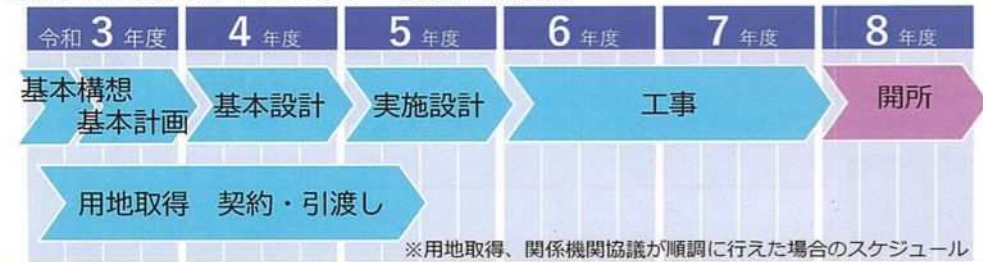 令和 3 年度 4 年度 5 年度 6 年度 7 年度 8 年度
基本構想
基本計画 基本設計 実施設計 工事 開所
用地取得 契約・引渡し
※用地取得、関係機関協議が順調に行えた場合のスケジュール